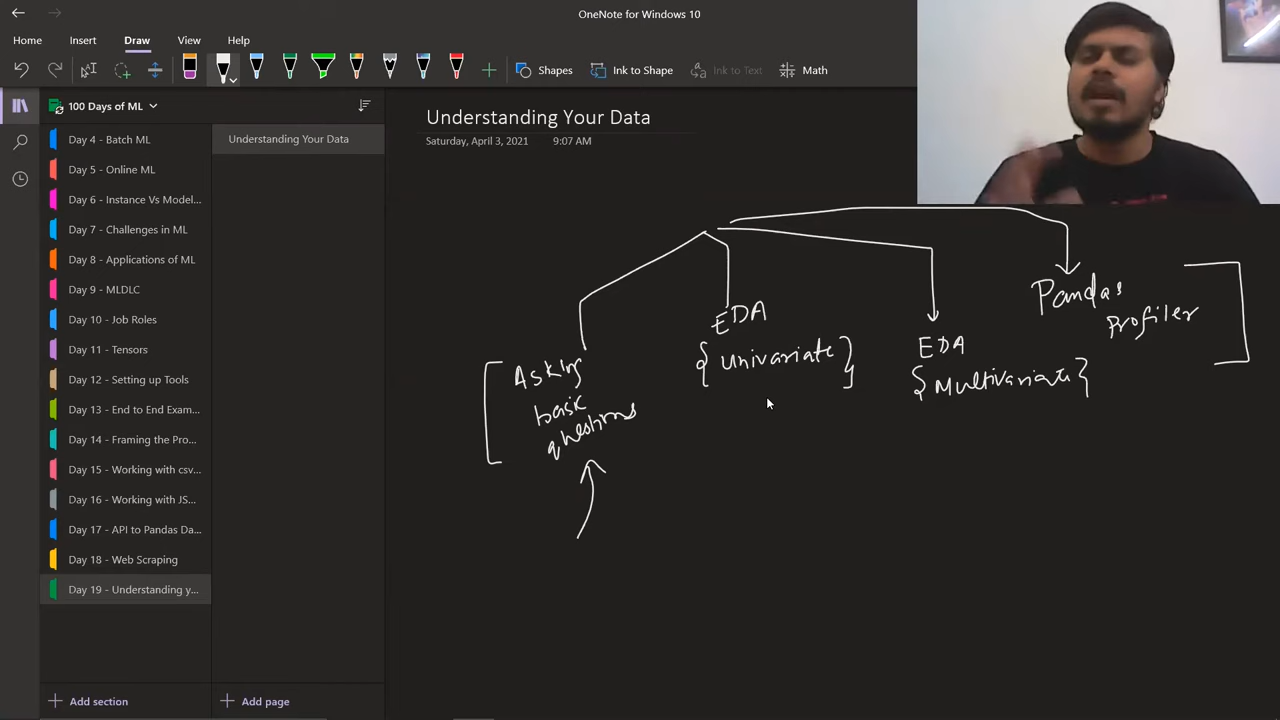 OneNote for Windows 10
Home Insert Draw View Help
Shapes Ink to Shape Ink to Text Math
100 Days of ML
Day 4 - Batch ML
Day 5 - Online ML
Day 6 - Instance Vs Model...
Day 7 - Challenges in ML
Day 8 - Applications of ML
Day 9 - MLDLC
Day 10 - Job Roles
Day 11 - Tensors
Day 12 - Setting up Tools
Day 13 - End to End Exam...
Day 14 - Framing the Pro...
Day 15 - Working with csv...
Day 16 - Working with JS...
Day 17 - API to Pandas Da...
Day 18 - Web Scraping
Day 19 - Understanding y...
Add section
Understanding Your Data
Add page
Understanding Your Data
Saturday, April 3, 2021 9:07 AM
Asking
basic
questions
EDA
{Univariate}
EDA
{Multivariate}
Pandas
Profiler